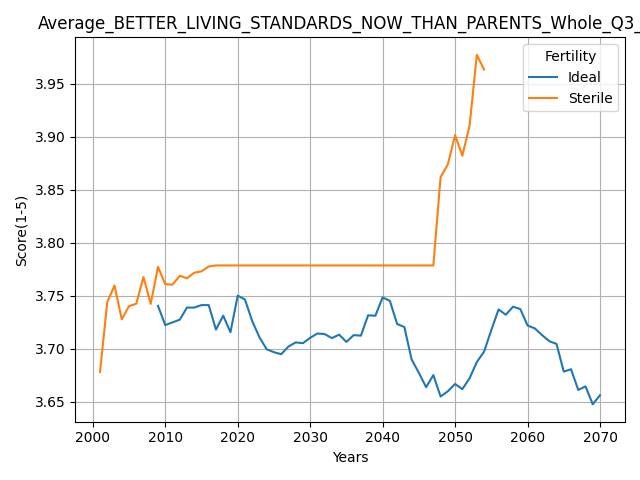 Average_BETTER_LIVING_STANDARDS_NOW_THAN_PARENTS_Whole_Q3_
Fertility
Ideal
Sterile
Score(1-5)
3.95
3.90
3.85
3.80
3.75
3.70
3.65
2000 2010 2020 2030 2040 2050 2060 2070
Years